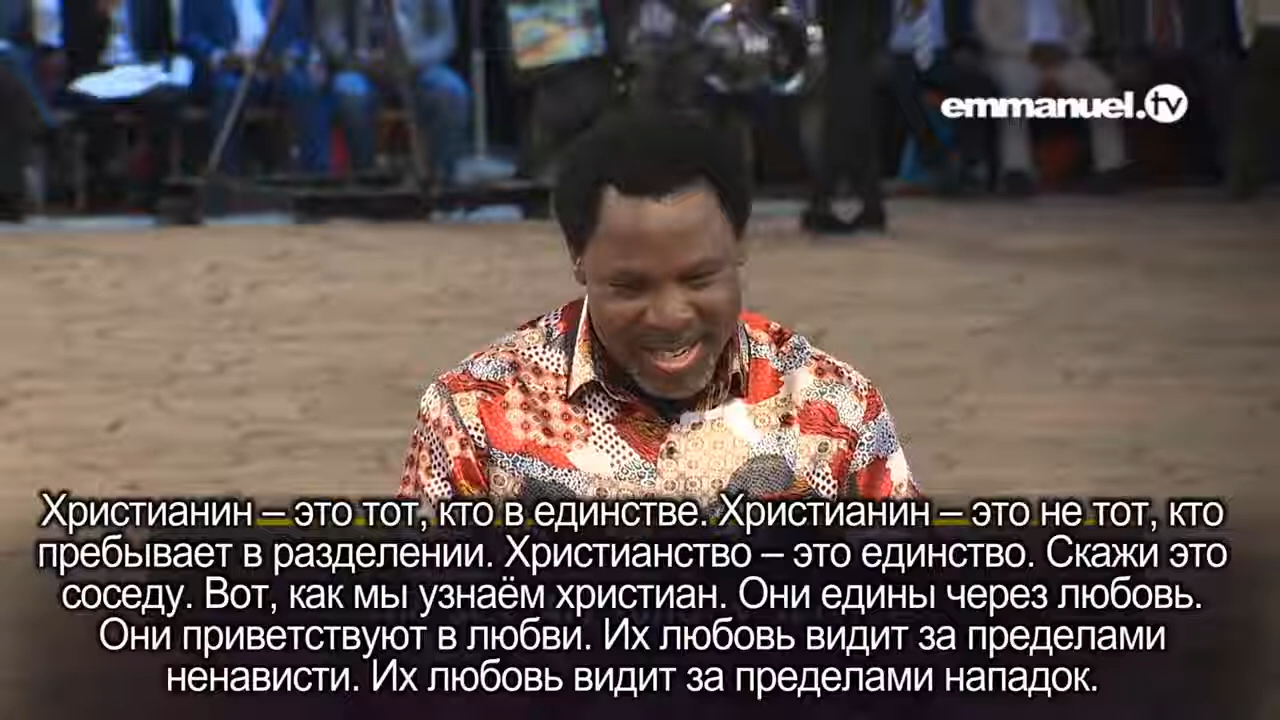 emmanuel.tv
Христианин – это тот, кто в единстве. Христианин – это не тот, кто
пребывает в разделении. Христианство – это единство. Скажи это
соседу. Вот, как мы узнаём христиан. Они едины через любовь.
Они приветствуют в любви. Их любовь видит за пределами
ненависти. Их любовь видит за пределами нападок.